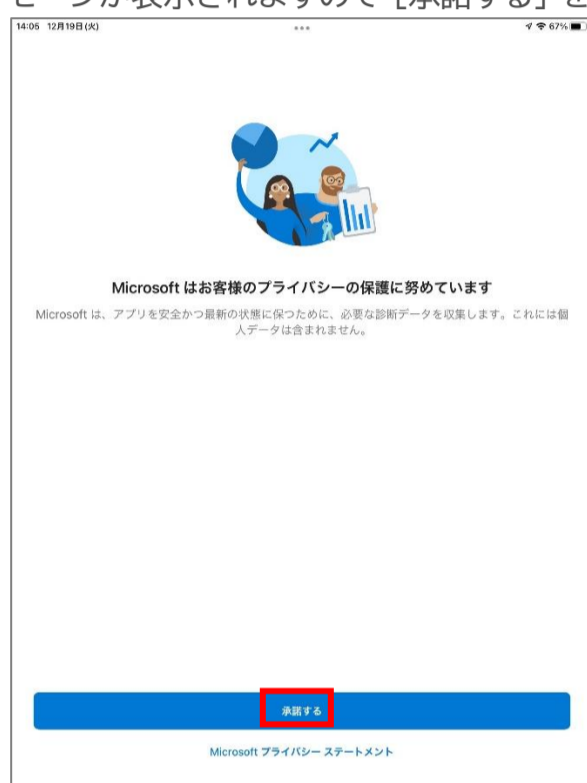 セージが表示されますので [承諾する] を
14:05 12月19日(火)
67%
Microsoft はお客様のプライバシーの保護に努めています
Microsoft は、アプリを安全かつ最新の状態に保つために、必要な診断データを収集します。これには個
人データは含まれません。
承諾する
Microsoft プライバシー ステートメント